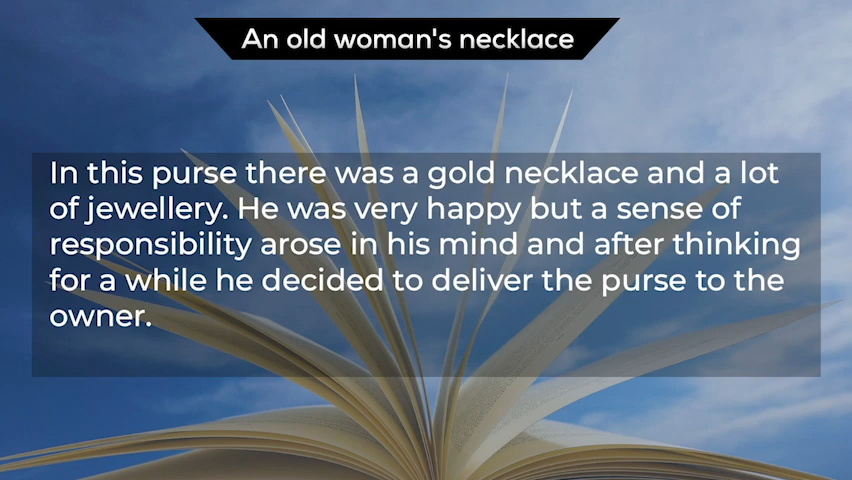 An old woman's necklace
In this purse there was a gold necklace and a lot
of jewellery. He was very happy but a sense of
responsibility arose in his mind and after thinking
for a while he decided to deliver the purse to the
owner.